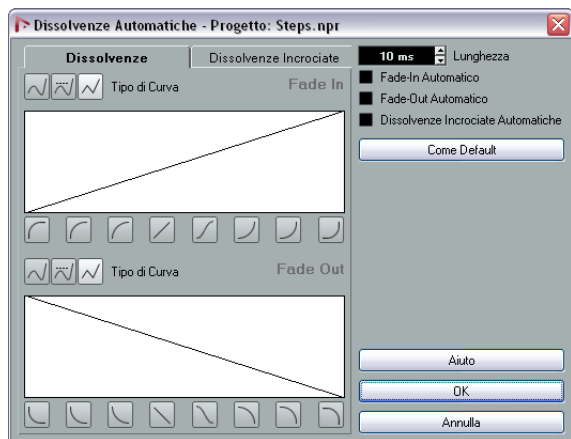 Dissolvenze Automatiche - Progetto: Steps.npr
Dissolvenze
Dissolvenze Incrociate
Tipo di Curva
Fade In
Tipo di Curva
Fade Out
10 ms
Lunghezza
Fade-In Automatico
Fade-Out Automatico
Dissolvenze Incrociate Automatiche
Come Default
Aiuto
OK
Annulla